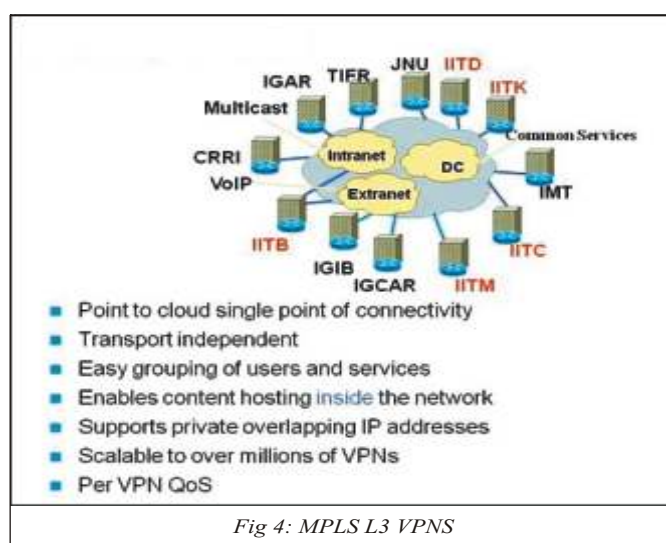 JNU IITD
IGAR TIFR IITK
Multicast
Common Services
CRRI Intranet DC
VoIP Extranet IMT
IITB IITC
IGIB IITM
IGCAR
Point to cloud single point of connectivity
Transport independent
Easy grouping of users and services
Enables content hosting inside the network
Supports private overlapping IP addresses
Scalable to over millions of VPNs
Per VPN QoS
Fig 4: MPLS L3 VPNS